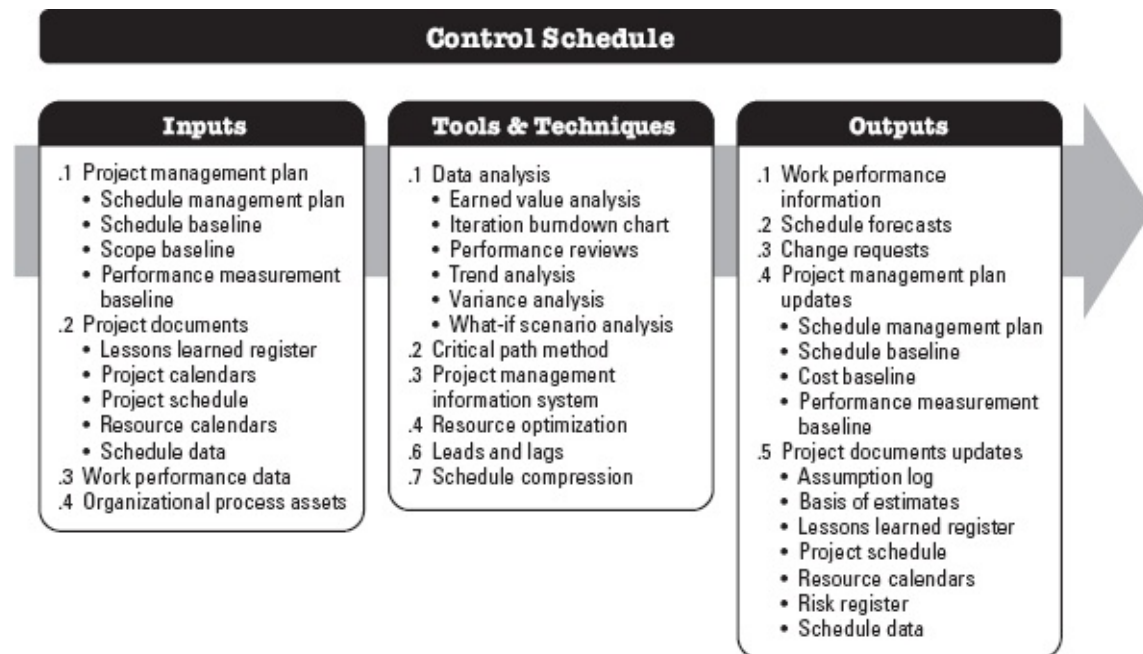 Control Schedule
Inputs
.1 Project management plan
• Schedule management plan
• Schedule baseline
• Scope baseline
• Performance measurement
baseline
.2 Project documents
• Lessons learned register
• Project calendars
• Project schedule
• Resource calendars
• Schedule data
.3 Work performance data
.4 Organizational process assets
Tools & Techniques
.1 Data analysis
• Earned value analysis
• Iteration burndown chart
• Performance reviews
• Trend analysis
• Variance analysis
• What-if scenario analysis
.2 Critical path method
.3 Project management
information system
.4 Resource optimization
.6 Leads and lags
.7 Schedule compression
Outputs
.1 Work performance
information
.2 Schedule forecasts
.3 Change requests
.4 Project management plan
updates
• Schedule management plan
• Schedule baseline
• Cost baseline
• Performance measurement
baseline
.5 Project documents updates
• Assumption log
• Basis of estimates
• Lessons learned register
• Project schedule
• Resource calendars
• Risk register
• Schedule data